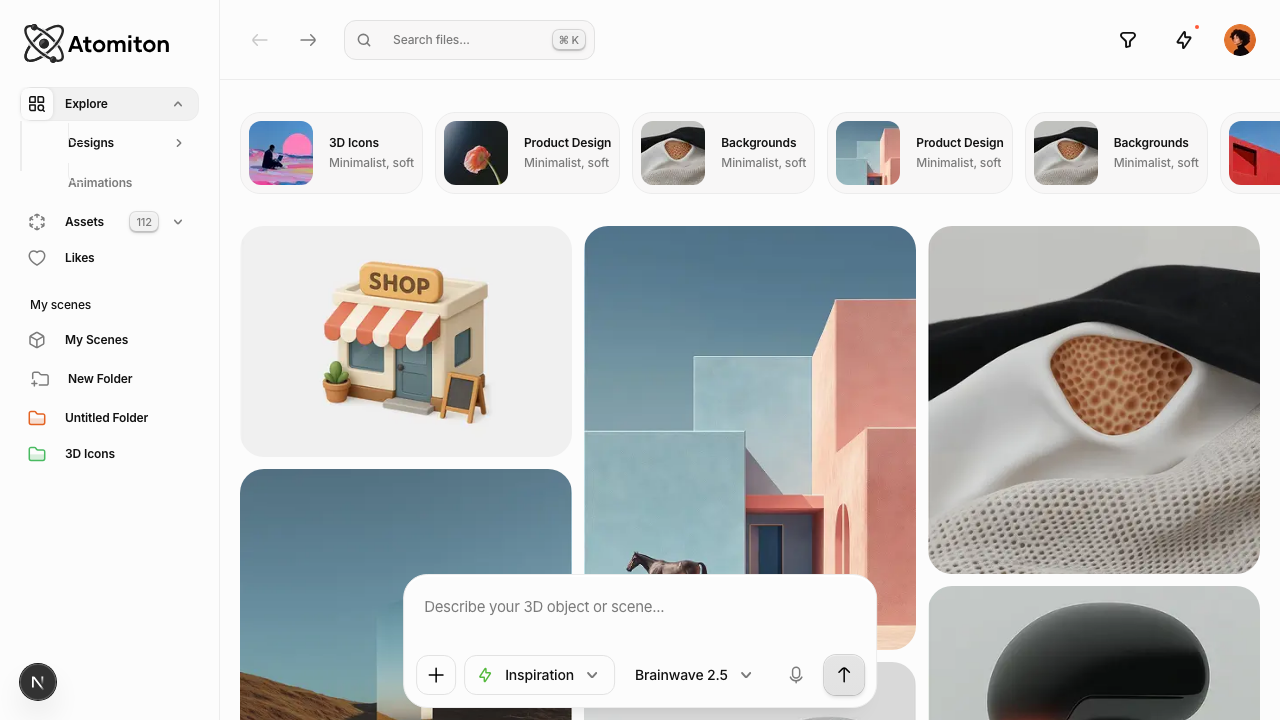 Atomiton
Search files...
⌘ K
Explore
Designs
Animations
Assets
112
Likes
My scenes
My Scenes
New Folder
Untitled Folder
3D Icons
N
3D Icons
Minimalist, soft
Product Design
Minimalist, soft
Backgrounds
Minimalist, soft
Product Design
Minimalist, soft
Backgrounds
Minimalist, soft
SHOP
Describe your 3D object or scene...
Inspiration
Brainwave 2.5